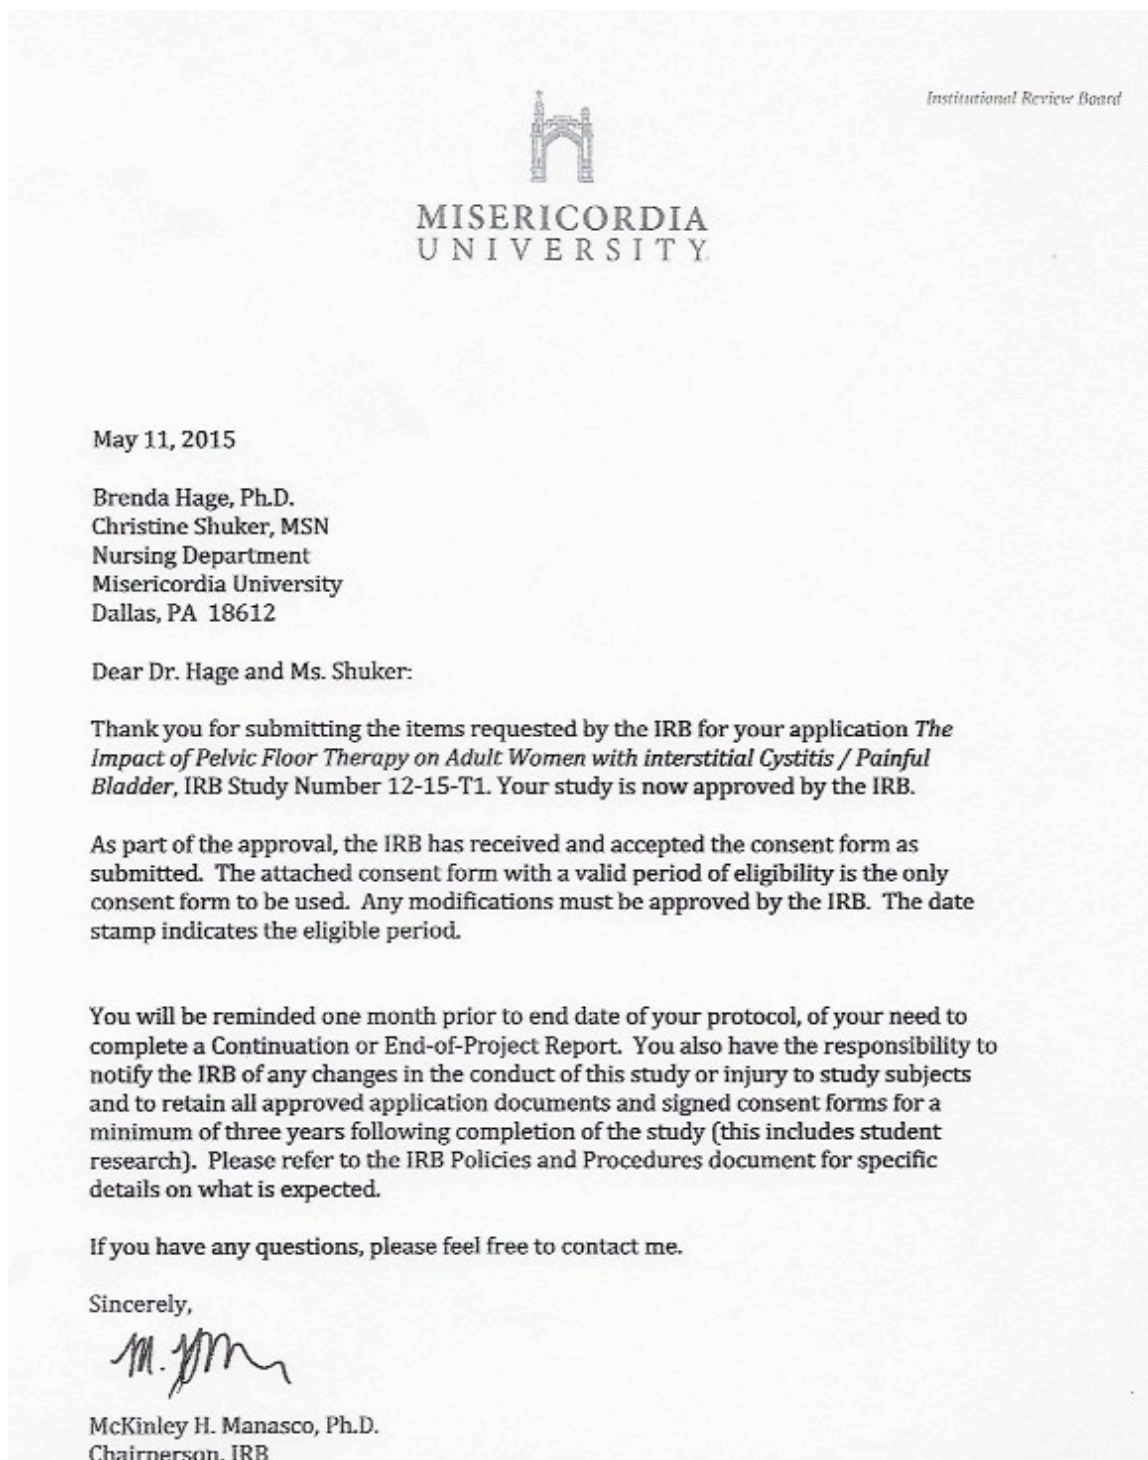 Institutional Review Board
MISERICORDIA
UNIVERSITY
May 11, 2015
Brenda Hage, Ph.D.
Christine Shuker, MSN
Nursing Department
Misericordia University
Dallas, PA  18612
Dear Dr. Hage and Ms. Shuker:
Thank you for submitting the items requested by the IRB for your application The
Impact of Pelvic Floor Therapy on Adult Women with interstitial Cystitis / Painful
Bladder, IRB Study Number 12-15-T1. Your study is now approved by the IRB.
As part of the approval, the IRB has received and accepted the consent form as
submitted.  The attached consent form with a valid period of eligibility is the only
consent form to be used.  Any modifications must be approved by the IRB.  The date
stamp indicates the eligible period.
You will be reminded one month prior to end date of your protocol, of your need to
complete a Continuation or End-of-Project Report.  You also have the responsibility to
notify the IRB of any changes in the conduct of this study or injury to study subjects
and to retain all approved application documents and signed consent forms for a
minimum of three years following completion of the study (this includes student
research).  Please refer to the IRB Policies and Procedures document for specific
details on what is expected.
If you have any questions, please feel free to contact me.
Sincerely,
McKinley H. Manasco, Ph.D.
Chairperson, IRB